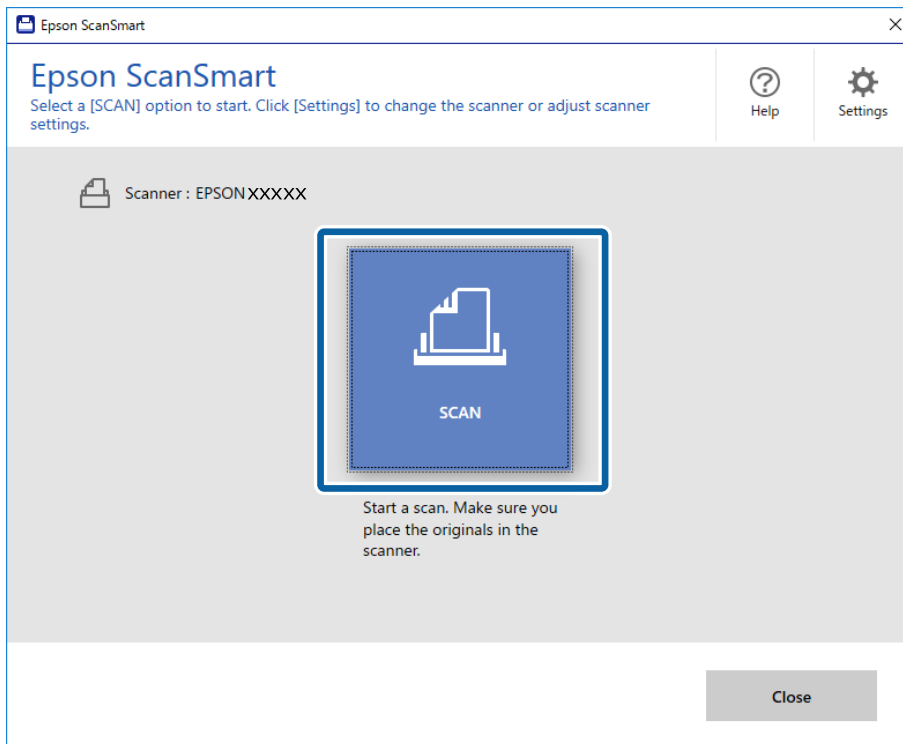 Epson ScanSmart
Epson ScanSmart
Select a [SCAN] option to start. Click [Settings] to change the scanner or adjust scanner
settings.
Help
Settings
Scanner : EPSON XXXXX
SCAN
Start a scan. Make sure you
place the originals in the
scanner.
Close